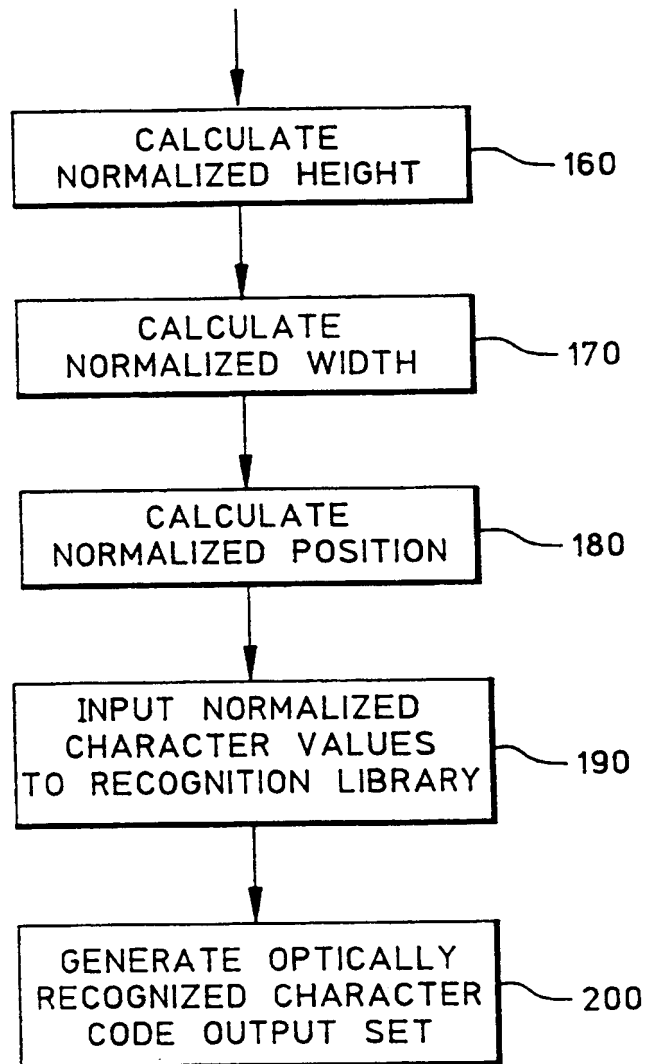 CALCULATE
NORMALIZED HEIGHT
160
CALCULATE
NORMALIZED WIDTH
170
CALCULATE
NORMALIZED POSITION
180
INPUT NORMALIZED
CHARACTER VALUES
TO RECOGNITION LIBRARY
190
GENERATE OPTICALLY
RECOGNIZED CHARACTER
CODE OUTPUT SET
200